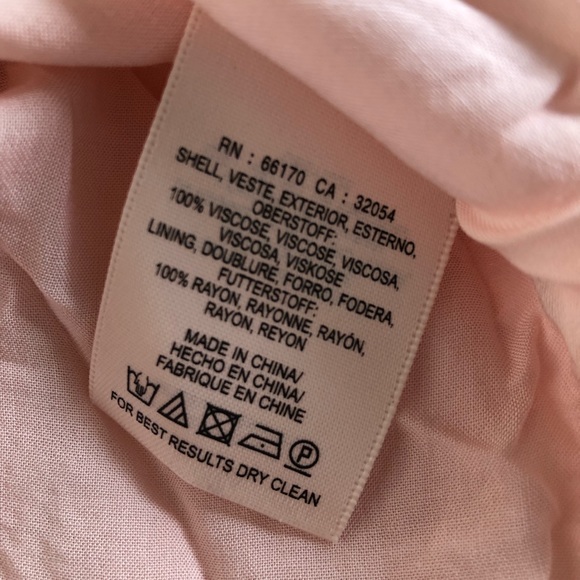 RN : 66170 CA : 32054
SHELL, VESTE, EXTERIOR, ESTERNO,
OBERSTOFF:
100% VISCOSE, VISCOSE, VISCOSA,
VISCOSA, VISKOSE
LINING, DOUBLURE, FORRO, FODERA,
FUTTERSTOFF:
100% RAYON, RAYONNE, RAYÓN,
RAYÓN, REYON
MADE IN CHINA/
HECHO EN CHINA/
FABRIQUE EN CHINE
P
FOR BEST RESULTS DRY CLEAN